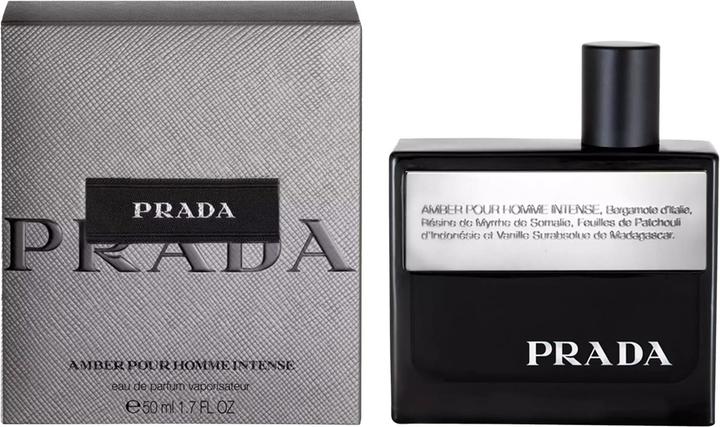 PRADA
PRADA
AMBER POUR HOMME INTENSE
eau de parfum vaporisateur
℮50 ml 1.7 FL OZ
AMBER POUR HOMME INTENSE, Bergamote d'Italie,
Résine de Myrrhe de Somalie, Feuilles de Patchouli
d'Indonésie et Vanille Surabsolue de Madagascar.
PRADA